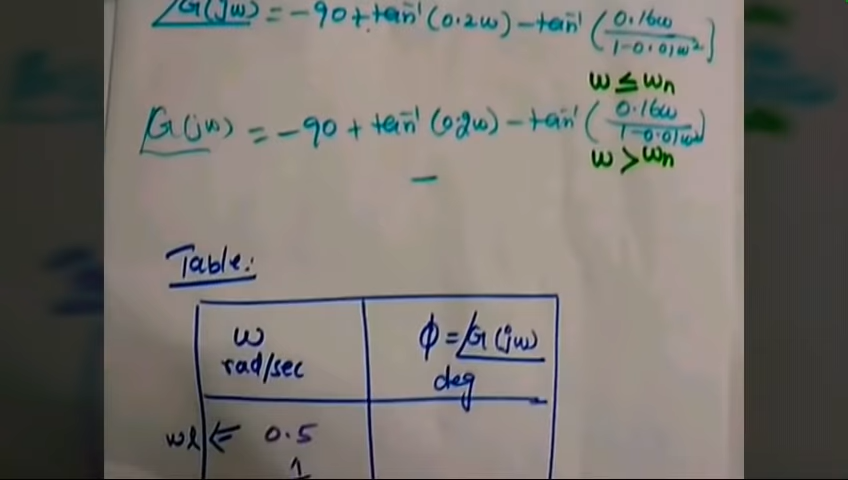 ∠G(jω) = -90 + tan⁻¹(0.2ω) - tan⁻¹(0.16ω / 1-0.01ω²)
ω ≤ ωn
∠G(jω) = -90 + tan⁻¹(0.2ω) - tan⁻¹(0.16ω / 1-0.01ω²)
ω > ωn
–
Table:
ω rad/sec
ϕ = ∠G(jω) deg
ωl ⇐ 0.5
1